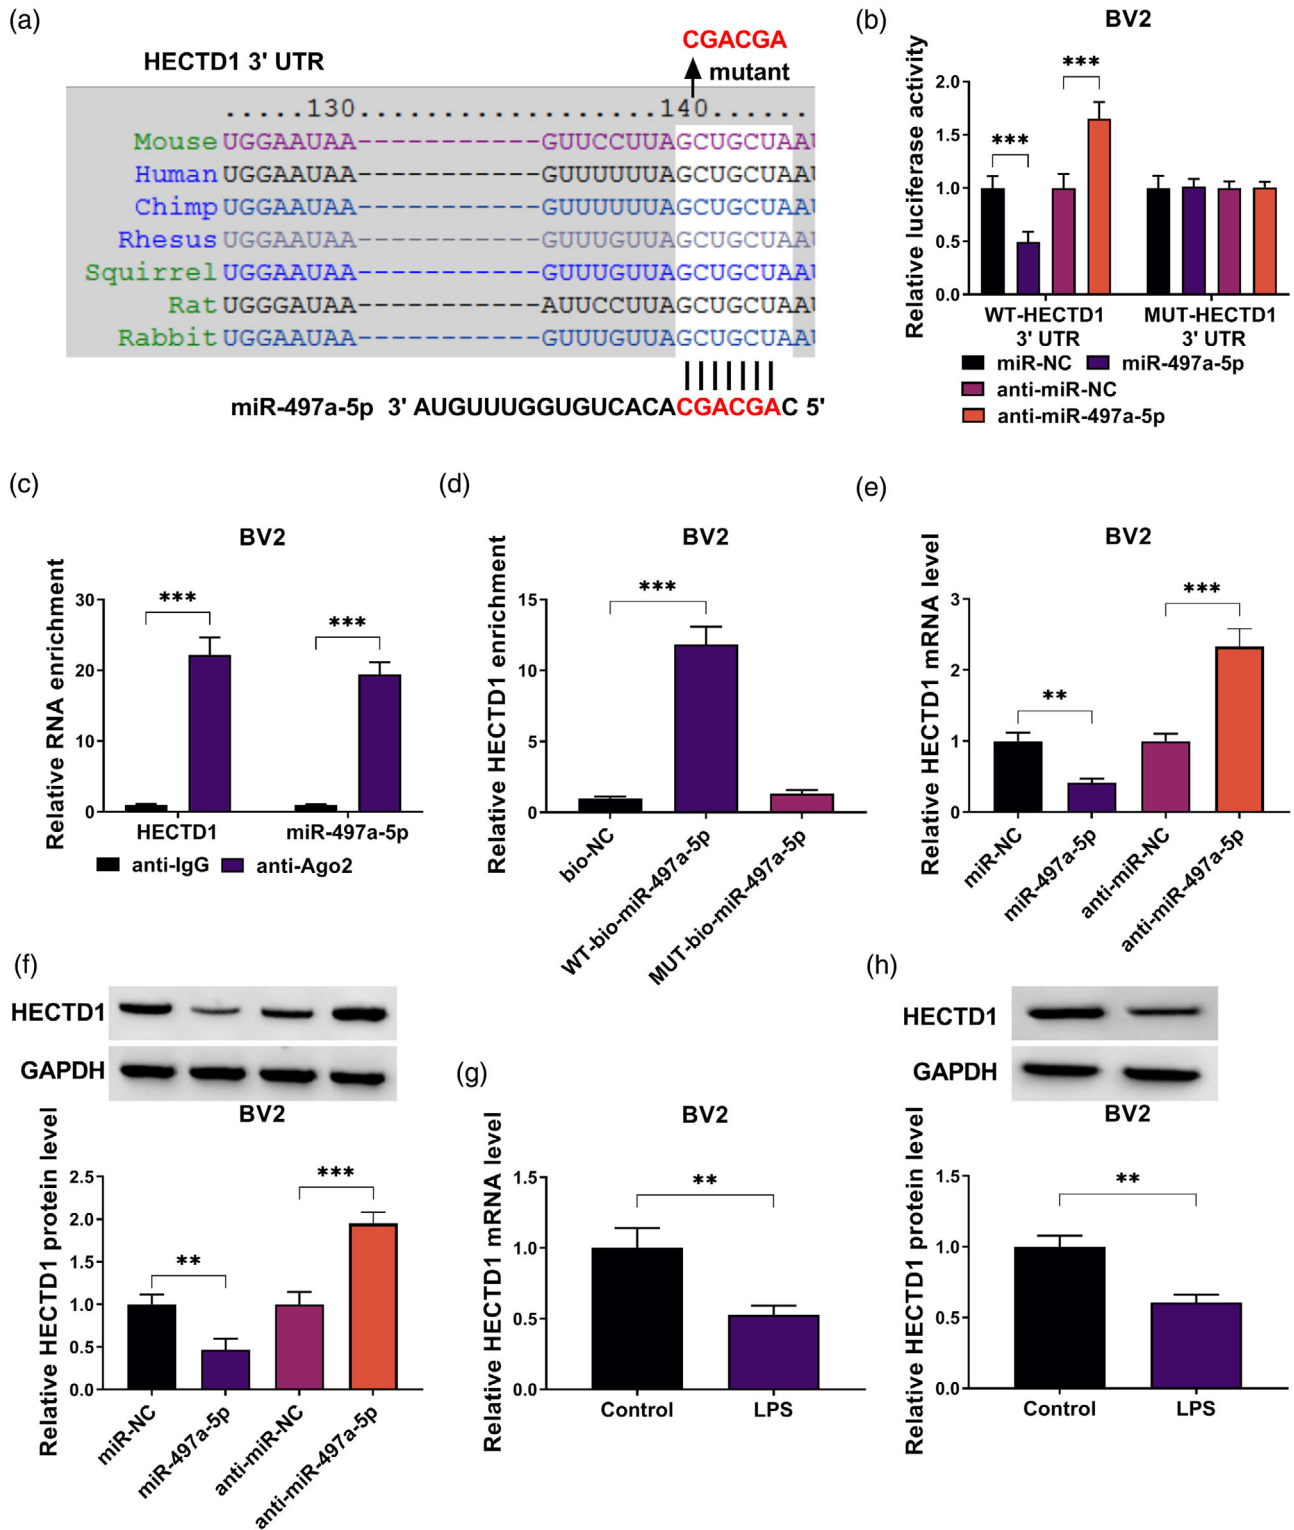 (a)
CGACGA
HECTD1 3' UTR
mutant
.....130....................140......
Mouse UGGAAUAA-----------GUUCCUUAGCUGCUAAU
Human UGGAAUAA-----------GUUUUUUAGCUGCUAAU
Chimp UGGAAUAA-----------GUUUUUUAGCUGCUAAU
Rhesus UGGAAUAA-----------GUUUGUUAGCUGCUAAU
Squirrel UGGAAUAA-----------GUUUGUUAGCUGCUAAU
Rat UGGGAUAA-----------AUUCCUUAGCUGCUAAU
Rabbit UGGAAUAA-----------GUUUGUUAGCUGCUAAU
miR-497a-5p 3' AUGUUUGGUGUCACACGACGAC 5'
(b)
BV2
Relative luciferase activity
2.0
1.5
1.0
0.5
0.0
***
***
WT-HECTD1 3' UTR
MUT-HECTD1 3' UTR
miR-NC
miR-497a-5p
anti-miR-NC
anti-miR-497a-5p
(c)
BV2
Relative RNA enrichment
30
20
10
0
***
***
HECTD1
miR-497a-5p
anti-IgG
anti-Ago2
(d)
BV2
Relative HECTD1 enrichment
15
10
5
0
***
bio-NC
WT-bio-miR-497a-5p
MUT-bio-miR-497a-5p
(e)
BV2
Relative HECTD1 mRNA level
3
2
1
0
**
***
miR-NC
miR-497a-5p
anti-miR-NC
anti-miR-497a-5p
(f)
HECTD1
GAPDH
BV2
Relative HECTD1 protein level
2.5
2.0
1.5
1.0
0.5
0.0
**
***
miR-NC
miR-497a-5p
anti-miR-NC
anti-miR-497a-5p
(g)
BV2
Relative HECTD1 mRNA level
1.5
1.0
0.5
0.0
**
Control
LPS
(h)
HECTD1
GAPDH
BV2
Relative HECTD1 protein level
1.5
1.0
0.5
0.0
**
Control
LPS